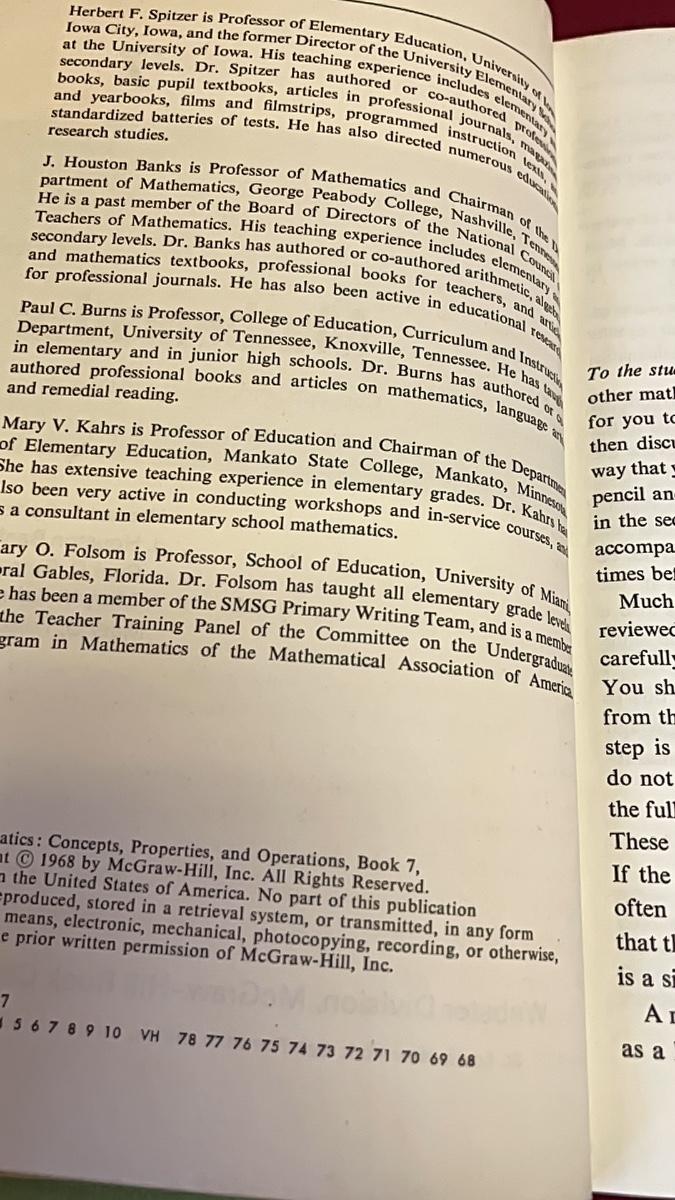 Herbert F. Spitzer is Professor of Elementary Education, University of Iowa
Iowa City, Iowa, and the former Director of the University Elementary School
at the University of Iowa. His teaching experience includes elementary
secondary levels. Dr. Spitzer has authored or co-authored
books, basic pupil textbooks, articles in professional journals,
and yearbooks, films and filmstrips, programmed instruction texts,
standardized batteries of tests. He has also directed numerous
research studies.
J. Houston Banks is Professor of Mathematics and Chairman of the
partment of Mathematics, George Peabody College, Nashville,
He is a past member of the Board of Directors of the National Council
Teachers of Mathematics. His teaching experience includes elementary
secondary levels. Dr. Banks has authored or co-authored arithmetic,
and mathematics textbooks, professional books for teachers, and
for professional journals. He has also been active in educational
Paul C. Burns is Professor, College of Education, Curriculum and
Department, University of Tennessee, Knoxville, Tennessee. He has
in elementary and in junior high schools. Dr. Burns has authored or
authored professional books and articles on mathematics, language
and remedial reading.
Mary V. Kahrs is Professor of Education and Chairman of the
of Elementary Education, Mankato State College, Mankato,
She has extensive teaching experience in elementary grades. Dr. Kahrs has
lso been very active in conducting workshops and in-service courses,
s a consultant in elementary school mathematics.
ary O. Folsom is Professor, School of Education, University of Miami,
oral Gables, Florida. Dr. Folsom has taught all elementary grade levels
e has been a member of the SMSG Primary Writing Team, and is a member
the Teacher Training Panel of the Committee on the Undergraduate
gram in Mathematics of the Mathematical Association of America
atics: Concepts, Properties, and Operations, Book 7,
ht © 1968 by McGraw-Hill, Inc. All Rights Reserved.
n the United States of America. No part of this publication
eproduced, stored in a retrieval system, or transmitted, in any form
means, electronic, mechanical, photocopying, recording, or otherwise,
e prior written permission of McGraw-Hill, Inc.
7
5 6 7 8 9 10 VH 78 77 76 75 74 73 72 71 70 69 68
To the stu
other mat
for you to
then discu
way that y
pencil an
in the se
accompa
times bef
Much
reviewed
carefully
You sh
from th
step is
do not
the full
These
If the
often
that th
is a si
A
as a